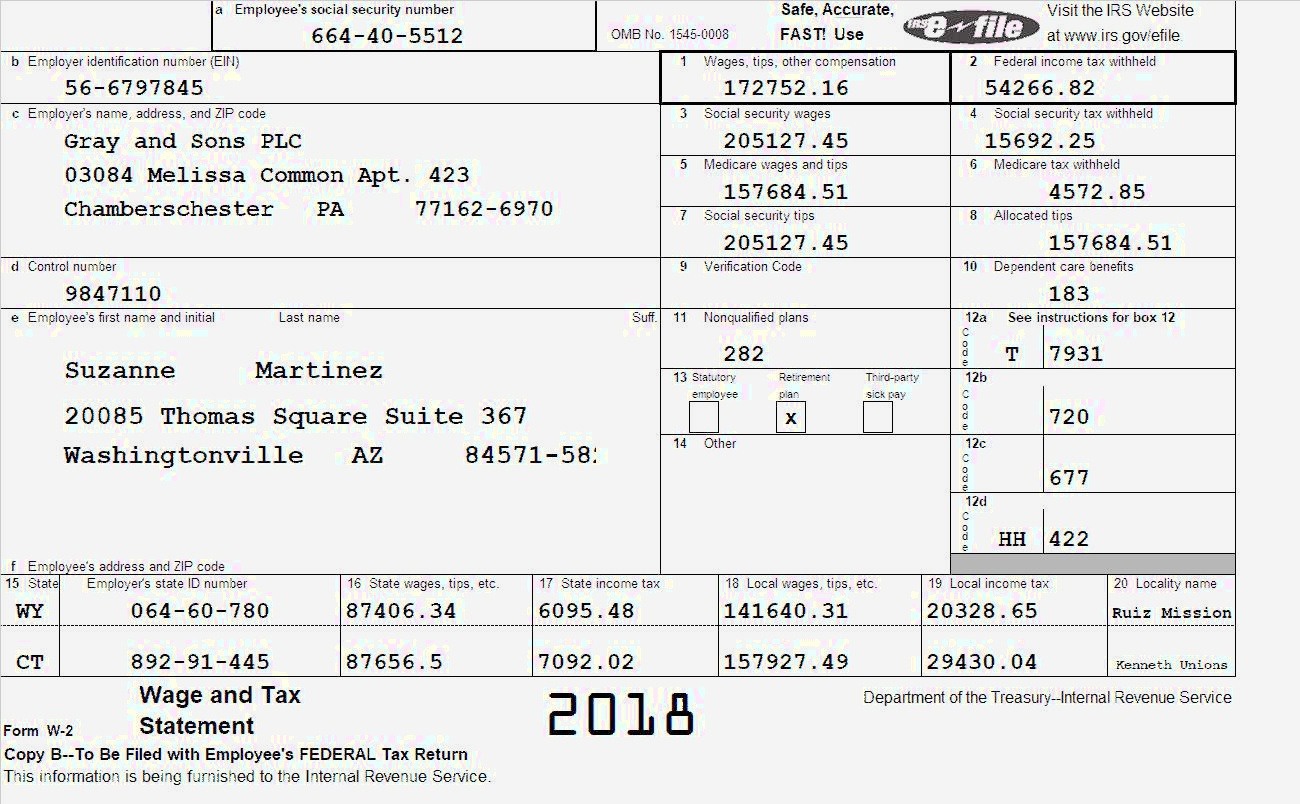 a Employee's social security number
664-40-5512
OMB No. 1545-0008
Safe, Accurate,
FAST! Use
IRS e~file
Visit the IRS Website
at www.irs.gov/efile
b Employer identification number (EIN)
56-6797845
1 Wages, tips, other compensation
172752.16
2 Federal income tax withheld
54266.82
c Employer's name, address, and ZIP code
Gray and Sons PLC
03084 Melissa Common Apt. 423
Chamberschester PA 77162-6970
3 Social security wages
205127.45
4 Social security tax withheld
15692.25
5 Medicare wages and tips
157684.51
6 Medicare tax withheld
4572.85
7 Social security tips
205127.45
8 Allocated tips
157684.51
d Control number
9847110
9 Verification Code
10 Dependent care benefits
183
e Employee's first name and initial Last name Suff.
Suzanne Martinez
20085 Thomas Square Suite 367
Washingtonville AZ 84571-58
f Employee's address and ZIP code
11 Nonqualified plans
282
12a See instructions for box 12
Code T 7931
13 Statutory employee Retirement plan Third-party sick pay
X
12b
Code 720
14 Other
12c
Code 677
12d
Code HH 422
15 State Employer's state ID number 16 State wages, tips, etc. 17 State income tax 18 Local wages, tips, etc. 19 Local income tax 20 Locality name
WY 064-60-780 87406.34 6095.48 141640.31 20328.65 Ruiz Mission
CT 892-91-445 87656.5 7092.02 157927.49 29430.04 Kenneth Unions
Form W-2
Wage and Tax
Statement
2018
Department of the Treasury--Internal Revenue Service
Copy B--To Be Filed with Employee's FEDERAL Tax Return
This information is being furnished to the Internal Revenue Service.